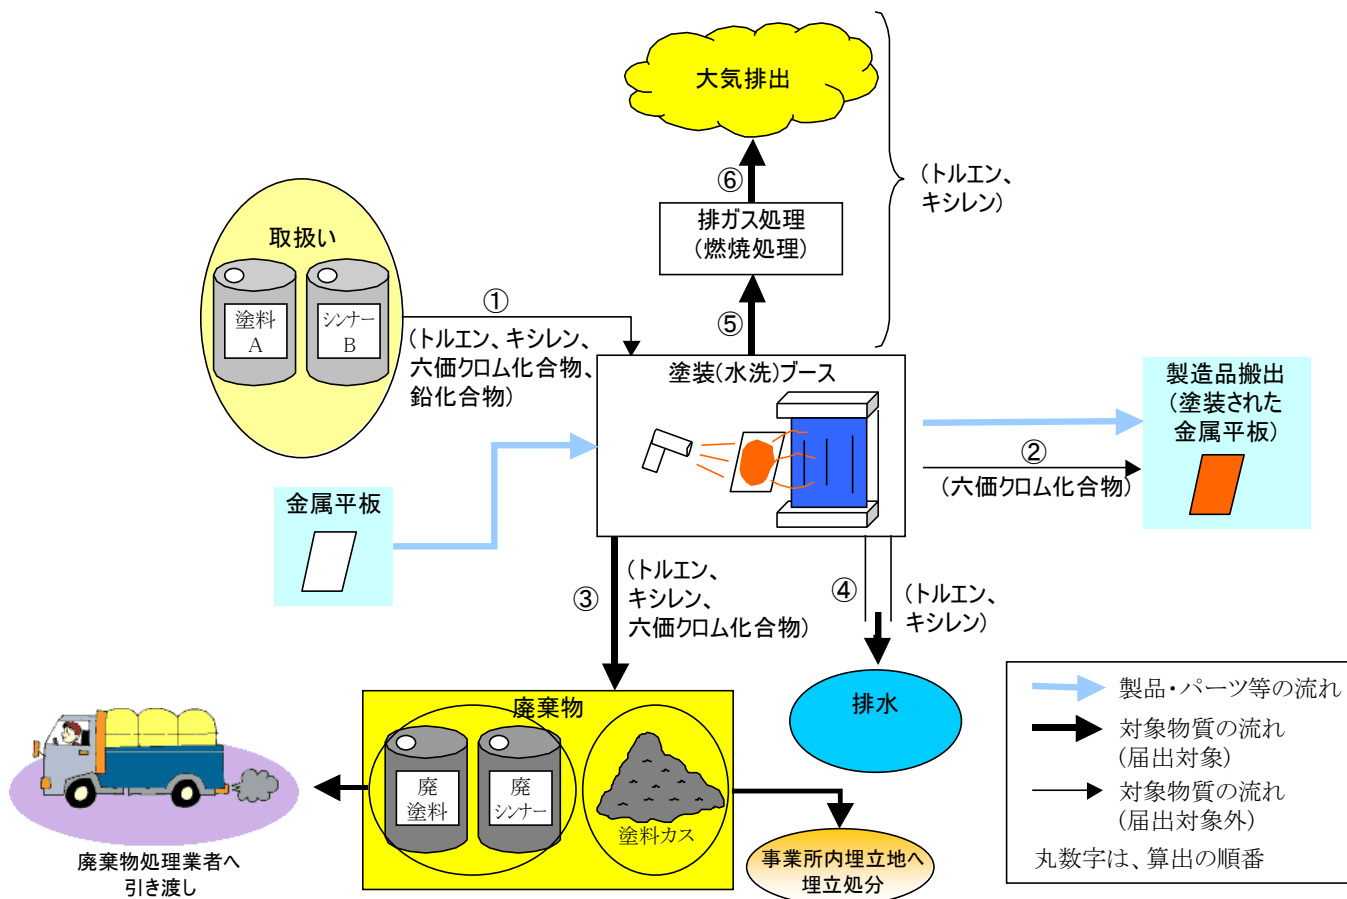 大気排出
⑥
(トルエン、
キシレン)
排ガス処理
(燃焼処理)
⑤
取扱い
塗料
A
シンナー
B
①
(トルエン、キシレン、
六価クロム化合物、
鉛化合物)
塗装(水洗)ブース
製造品搬出
(塗装された
金属平板)
②
(六価クロム化合物)
金属平板
③
(トルエン、
キシレン、
六価クロム化合物)
④
(トルエン、
キシレン)
廃棄物
廃
塗料
廃
シンナー
塗料カス
排水
廃棄物処理業者へ
引き渡し
事業所内埋立地へ
埋立処分
製品・パーツ等の流れ
対象物質の流れ
(届出対象)
対象物質の流れ
(届出対象外)
丸数字は、算出の順番